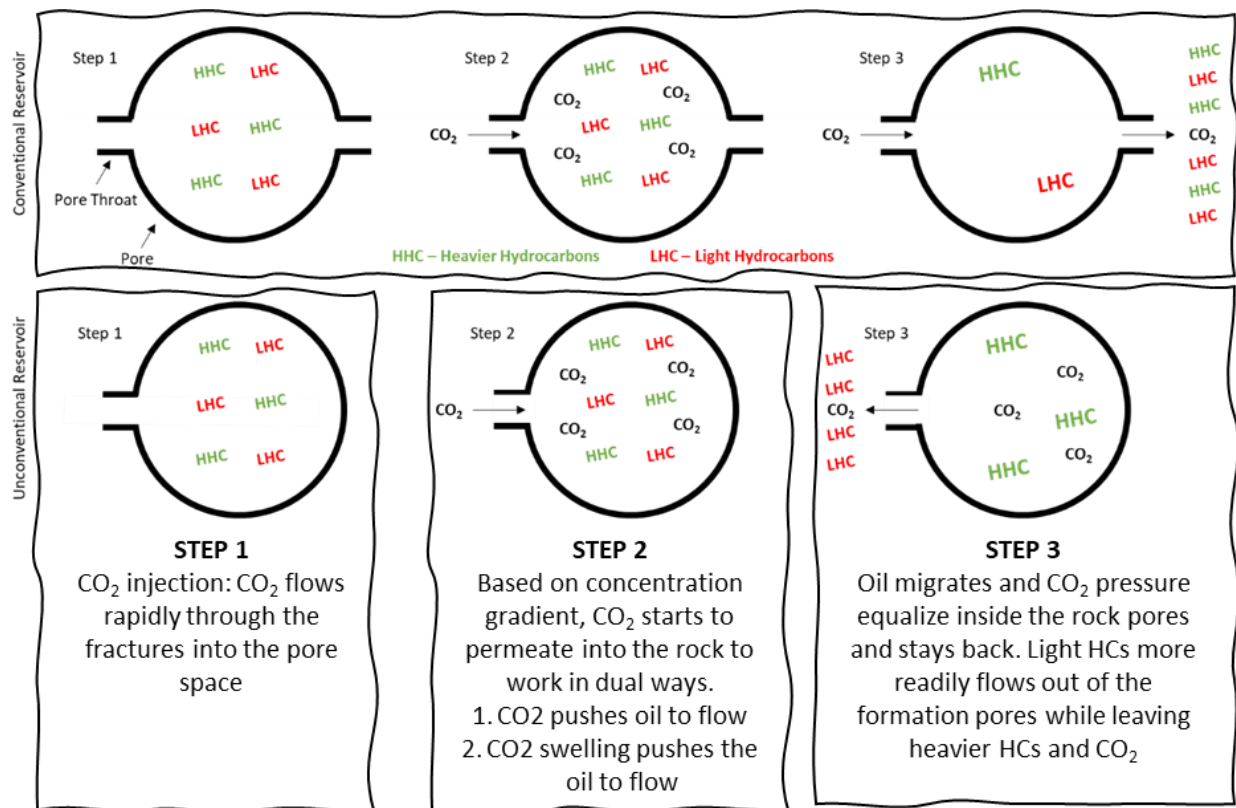 Conventional Reservoir
Step 1
HHC LHC
LHC HHC
HHC LHC
Pore Throat
Pore
Step 2
HHC LHC
CO₂ CO₂
CO₂
LHC HHC
CO₂ CO₂
HHC LHC
Step 3
HHC
CO₂
LHC
HHC
LHC
HHC
CO₂
LHC
HHC
LHC
HHC – Heavier Hydrocarbons LHC – Light Hydrocarbons
Unconventional Reservoir
Step 1
HHC LHC
LHC HHC
HHC LHC
Step 2
HHC LHC
CO₂ CO₂
LHC HHC
CO₂
CO₂ CO₂
HHC LHC
Step 3
LHC
LHC
CO₂
LHC
LHC
HHC
CO₂
CO₂
HHC
CO₂
HHC
STEP 1
CO₂ injection: CO₂ flows
rapidly through the
fractures into the pore
space
STEP 2
Based on concentration
gradient, CO₂ starts to
permeate into the rock to
work in dual ways.
1. CO2 pushes oil to flow
2. CO2 swelling pushes the
oil to flow
STEP 3
Oil migrates and CO₂ pressure
equalize inside the rock pores
and stays back. Light HCs more
readily flows out of the
formation pores while leaving
heavier HCs and CO₂